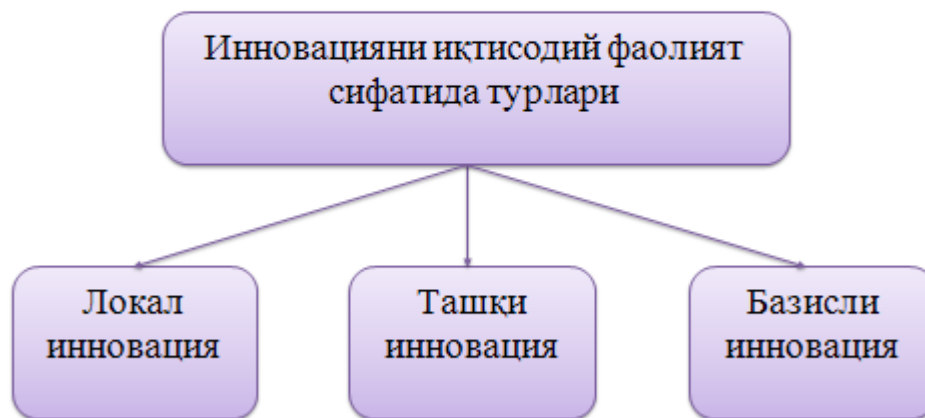 Инновацияни иқтисодий фаолият
сифатида турлари
Локал
инновация
Ташқи
инновация
Базисли
инновация